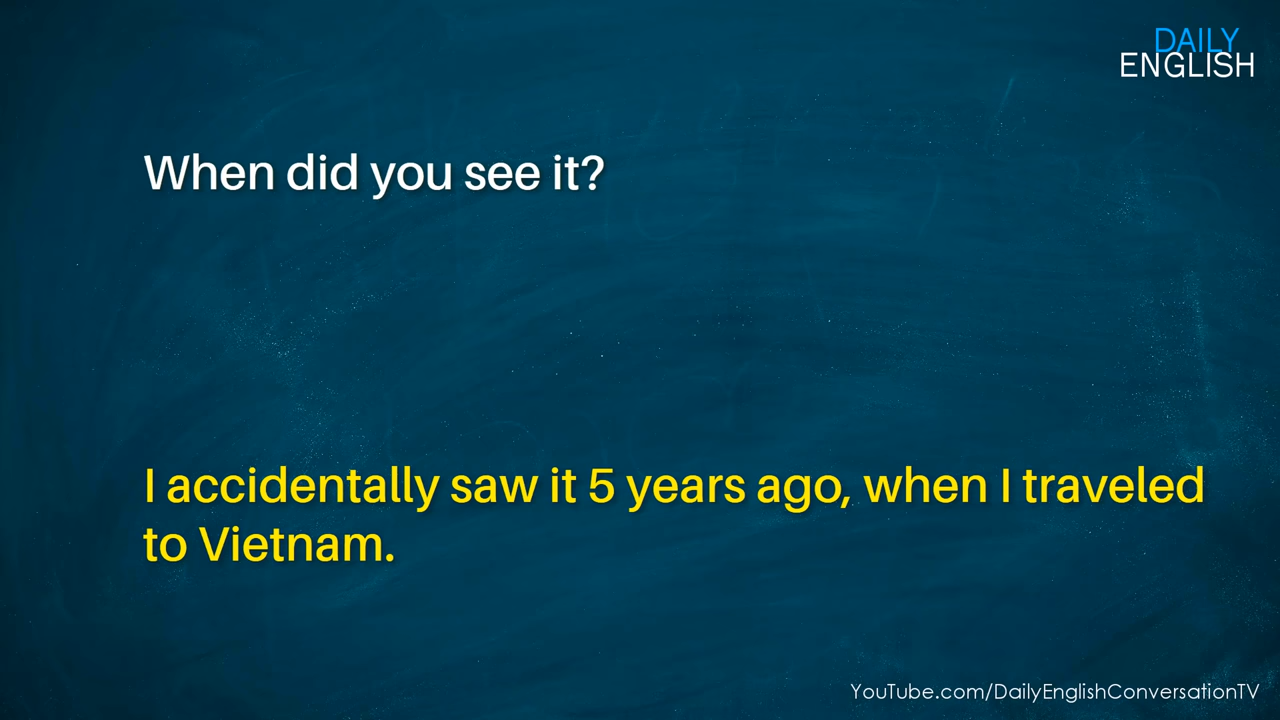 DAILY
ENGLISH
When did you see it?
I accidentally saw it 5 years ago, when I traveled
to Vietnam.
YouTube.com/DailyEnglishConversationTV